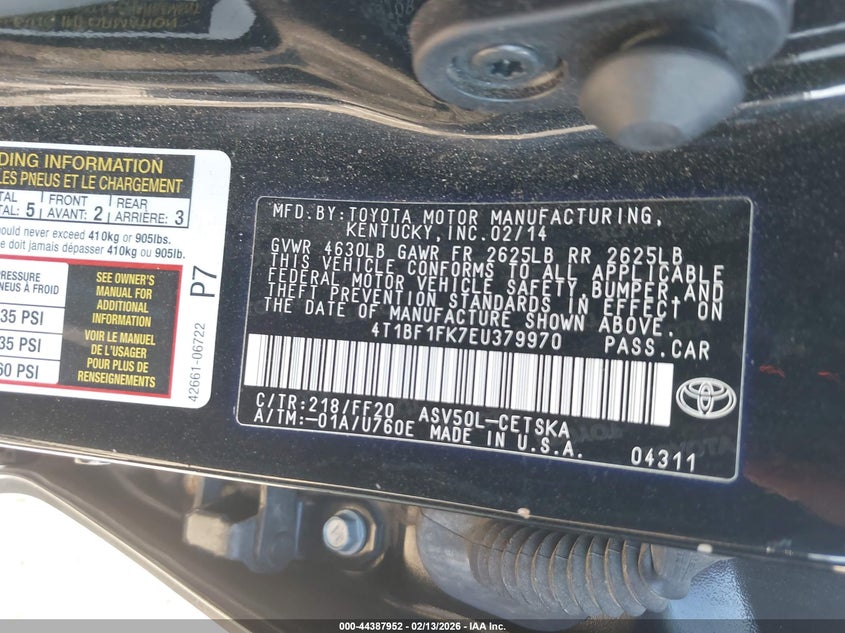 DING INFORMATION
LES PNEUS ET LE CHARGEMENT
TAL
TAL: 5
FRONT
AVANT: 2
REAR
ARRIÈRE: 3
ould never exceed 410kg or 905lbs.
e doit jamais dépasser 410kg ou 905lb.
PRESSURE
NEUS À FROID
35 PSI
35 PSI
60 PSI
SEE OWNER'S
MANUAL FOR
ADDITIONAL
INFORMATION
VOIR LE MANUEL
DE L'USAGER
POUR PLUS DE
RENSEIGNEMENTS
P7
42661-06722
MFD.BY:TOYOTA MOTOR MANUFACTURING,
KENTUCKY,INC.02/14
GVWR 4630LB GAWR FR 2625LB RR 2625LB
THIS VEHICLE CONFORMS TO ALL APPLICABLE
FEDERAL MOTOR VEHICLE SAFETY,BUMPER,AND
THEFT PREVENTION STANDARDS IN EFFECT ON
THE DATE OF MANUFACTURE SHOWN ABOVE.
4T1BF1FK7EU379970 PASS.CAR
C/TR:218/FF20 ASV50L-CETSKA
A/TM:-01A/U760E MADE IN U.S.A.
04311
000-44387952 - 02/13/2026 - IAA Inc.